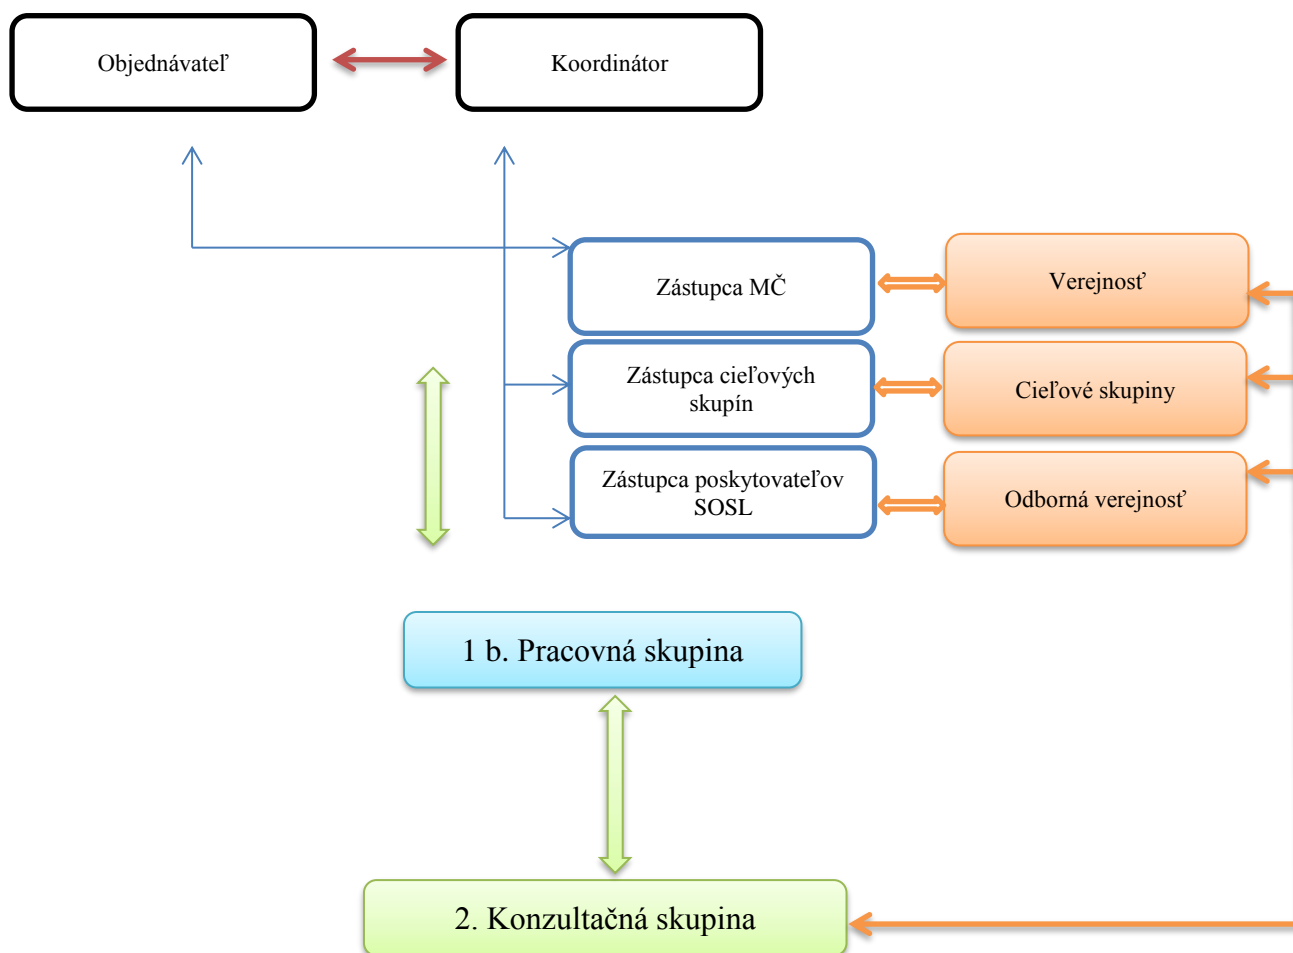 Objednávateľ
Koordinátor
Zástupca MČ
Verejnosť
Zástupca cieľových
skupín
Cieľové skupiny
Zástupca poskytovateľov
SOSL
Odborná verejnosť
1 b. Pracovná skupina
2. Konzultačná skupina